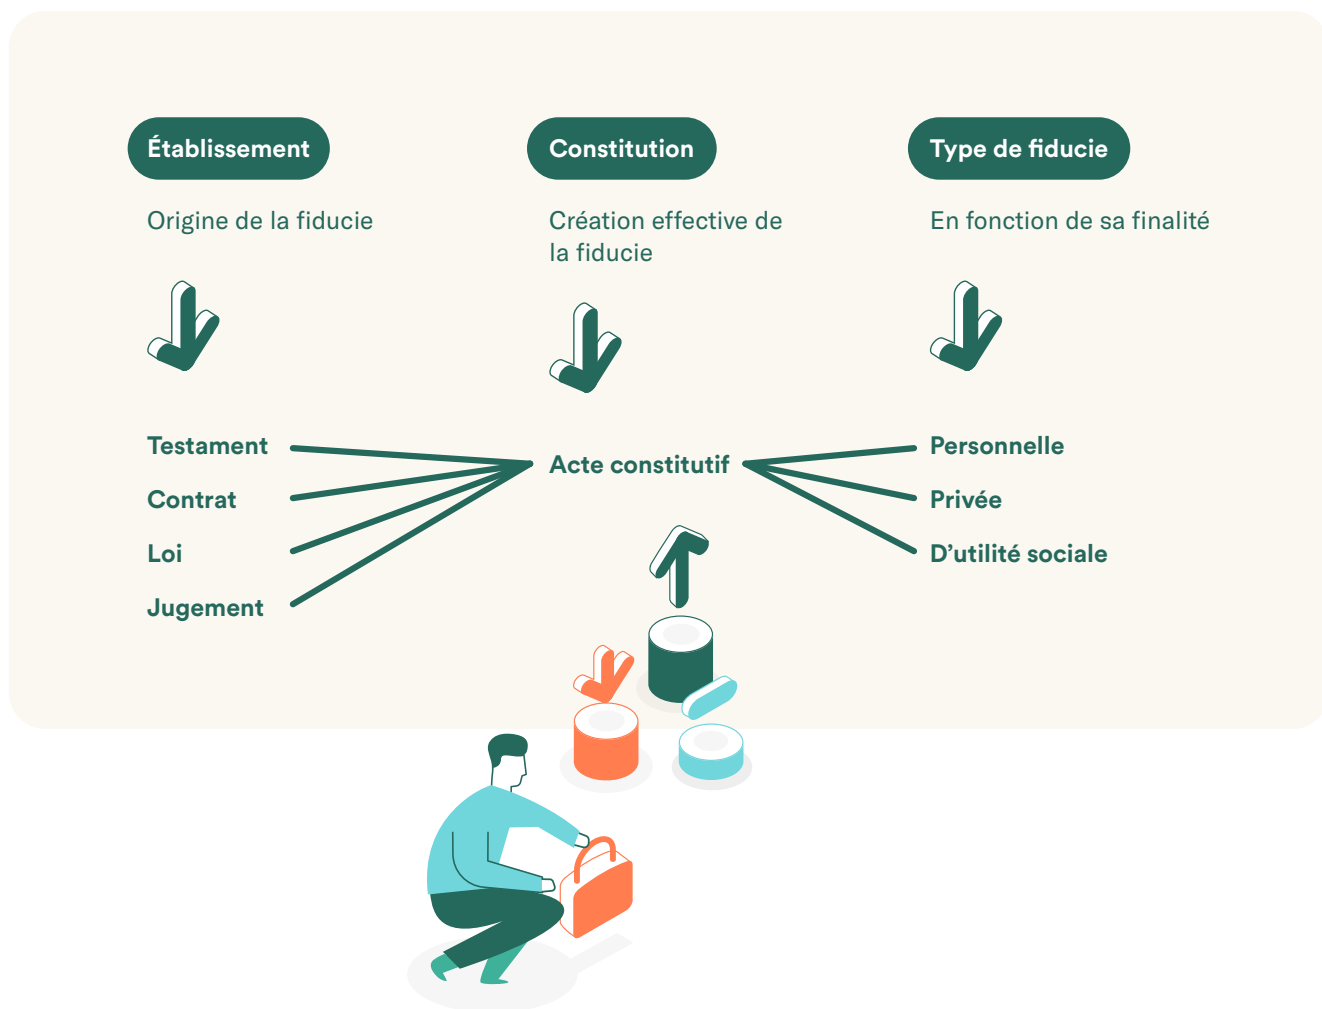 Établissement
Origine de la fiducie
Testament
Contrat
Loi
Jugement
Constitution
Création effective de
la fiducie
Acte constitutif
Type de fiducie
En fonction de sa finalité
Personnelle
Privée
D’utilité sociale